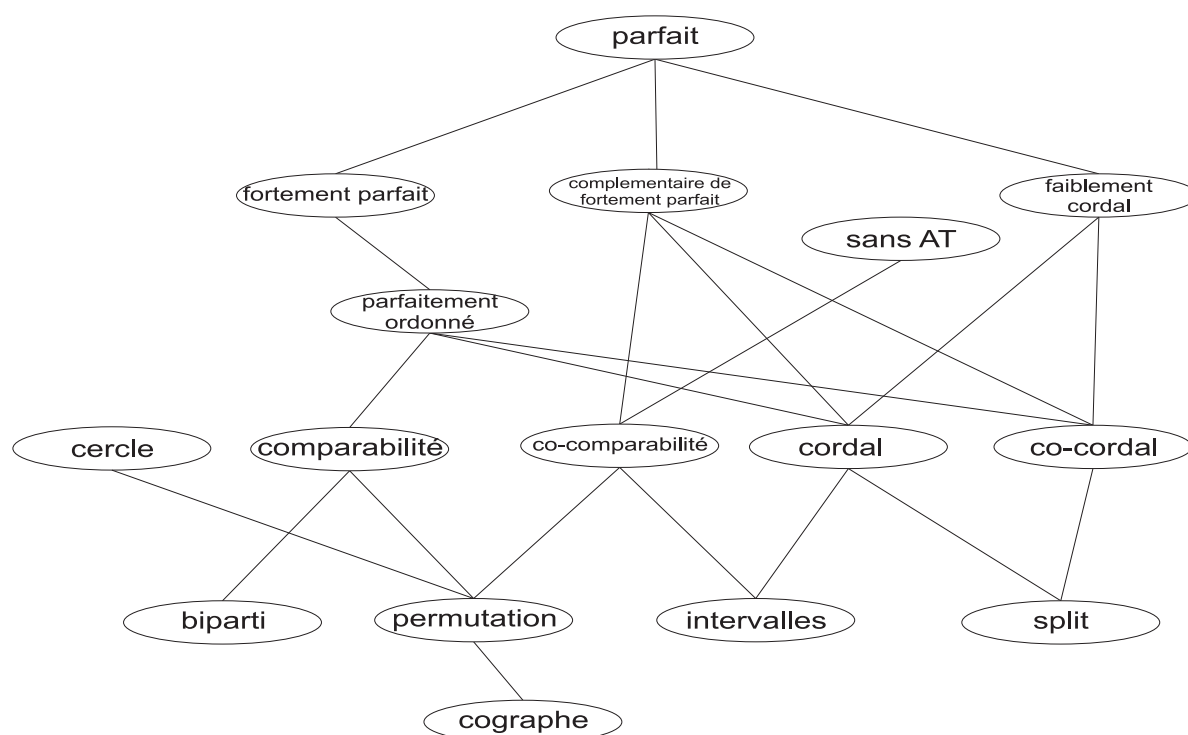 parfait
fortement parfait
complementaire de
fortement parfait
faiblement
cordal
sans AT
parfaitement
ordonné
cercle
comparabilité
co-comparabilité
cordal
co-cordal
biparti
permutation
intervalles
split
cographe